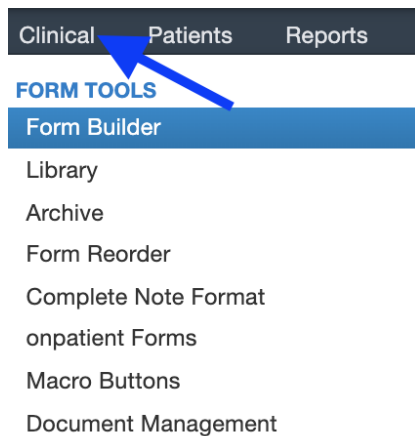 Clinical Patients Reports
FORM TOOLS
Form Builder
Library
Archive
Form Reorder
Complete Note Format
onpatient Forms
Macro Buttons
Document Management